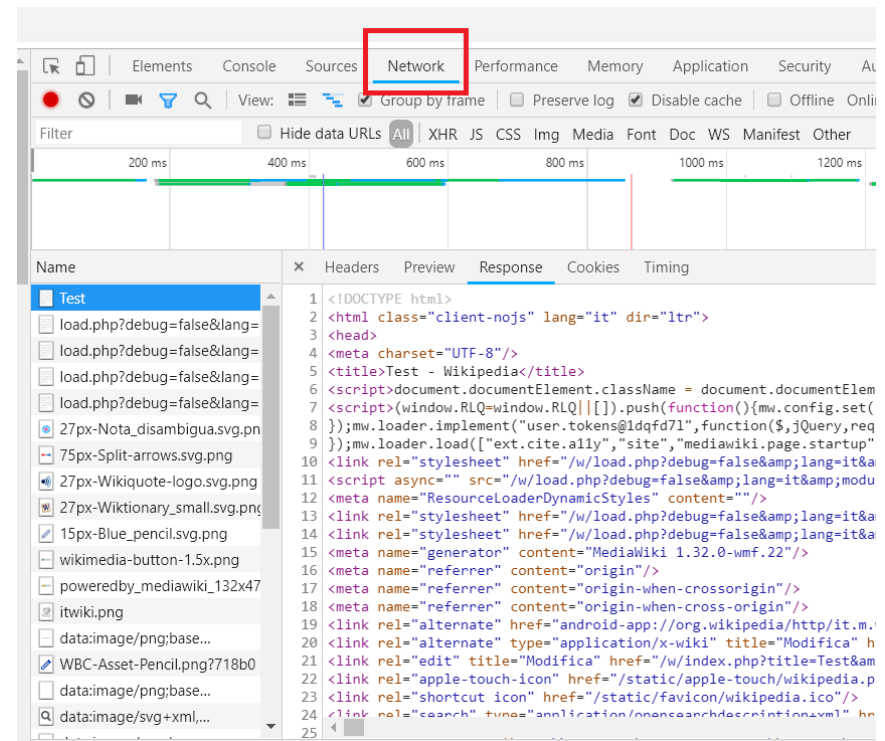 Elements Console Sources Network Performance Memory Application Security Au
View: Group by frame Preserve log Disable cache Offline Onli
Filter Hide data URLs All XHR JS CSS Img Media Font Doc WS Manifest Other
200 ms 400 ms 600 ms 800 ms 1000 ms 1200 ms
Name × Headers Preview Response Cookies Timing
Test
load.php?debug=false&lang=
load.php?debug=false&lang=
load.php?debug=false&lang=
load.php?debug=false&lang=
27px-Nota_disambigua.svg.pn
75px-Split-arrows.svg.png
27px-Wikiquote-logo.svg.png
27px-Wiktionary_small.svg.png
15px-Blue_pencil.svg.png
wikimedia-button-1.5x.png
poweredby_mediawiki_132x47
itwiki.png
data:image/png;base...
WBC-Asset-Pencil.png?718b0
data:image/png;base...
data:image/svg+xml,...
1 <!DOCTYPE html>
2 <html class="client-nojs" lang="it" dir="ltr">
3 <head>
4 <meta charset="UTF-8"/>
5 <title>Test - Wikipedia</title>
6 <script>document.documentElement.className = document.documentElem
7 <script>(window.RLQ=window.RLQ||[]).push(function(){mw.config.set(
8 });mw.loader.implement("user.tokens@1dqfd7l",function($,jQuery,req
9 });mw.loader.load(["ext.cite.a11y","site","mediawiki.page.startup"
10 <link rel="stylesheet" href="/w/load.php?debug=false&amp;lang=it&a
11 <script async="" src="/w/load.php?debug=false&amp;lang=it&amp;modu
12 <meta name="ResourceLoaderDynamicStyles" content=""/>
13 <link rel="stylesheet" href="/w/load.php?debug=false&amp;lang=it&a
14 <link rel="stylesheet" href="/w/load.php?debug=false&amp;lang=it&a
15 <meta name="generator" content="MediaWiki 1.32.0-wmf.22"/>
16 <meta name="referrer" content="origin"/>
17 <meta name="referrer" content="origin-when-crossorigin"/>
18 <meta name="referrer" content="origin-when-cross-origin"/>
19 <link rel="alternate" href="android-app://org.wikipedia/http/it.m.
20 <link rel="alternate" type="application/x-wiki" title="Modifica" h
21 <link rel="edit" title="Modifica" href="/w/index.php?title=Test&am
22 <link rel="apple-touch-icon" href="/static/apple-touch/wikipedia.p
23 <link rel="shortcut icon" href="/static/favicon/wikipedia.ico"/>
24 <link rel="search" type="application/opensearchdescription+xml" hr
25